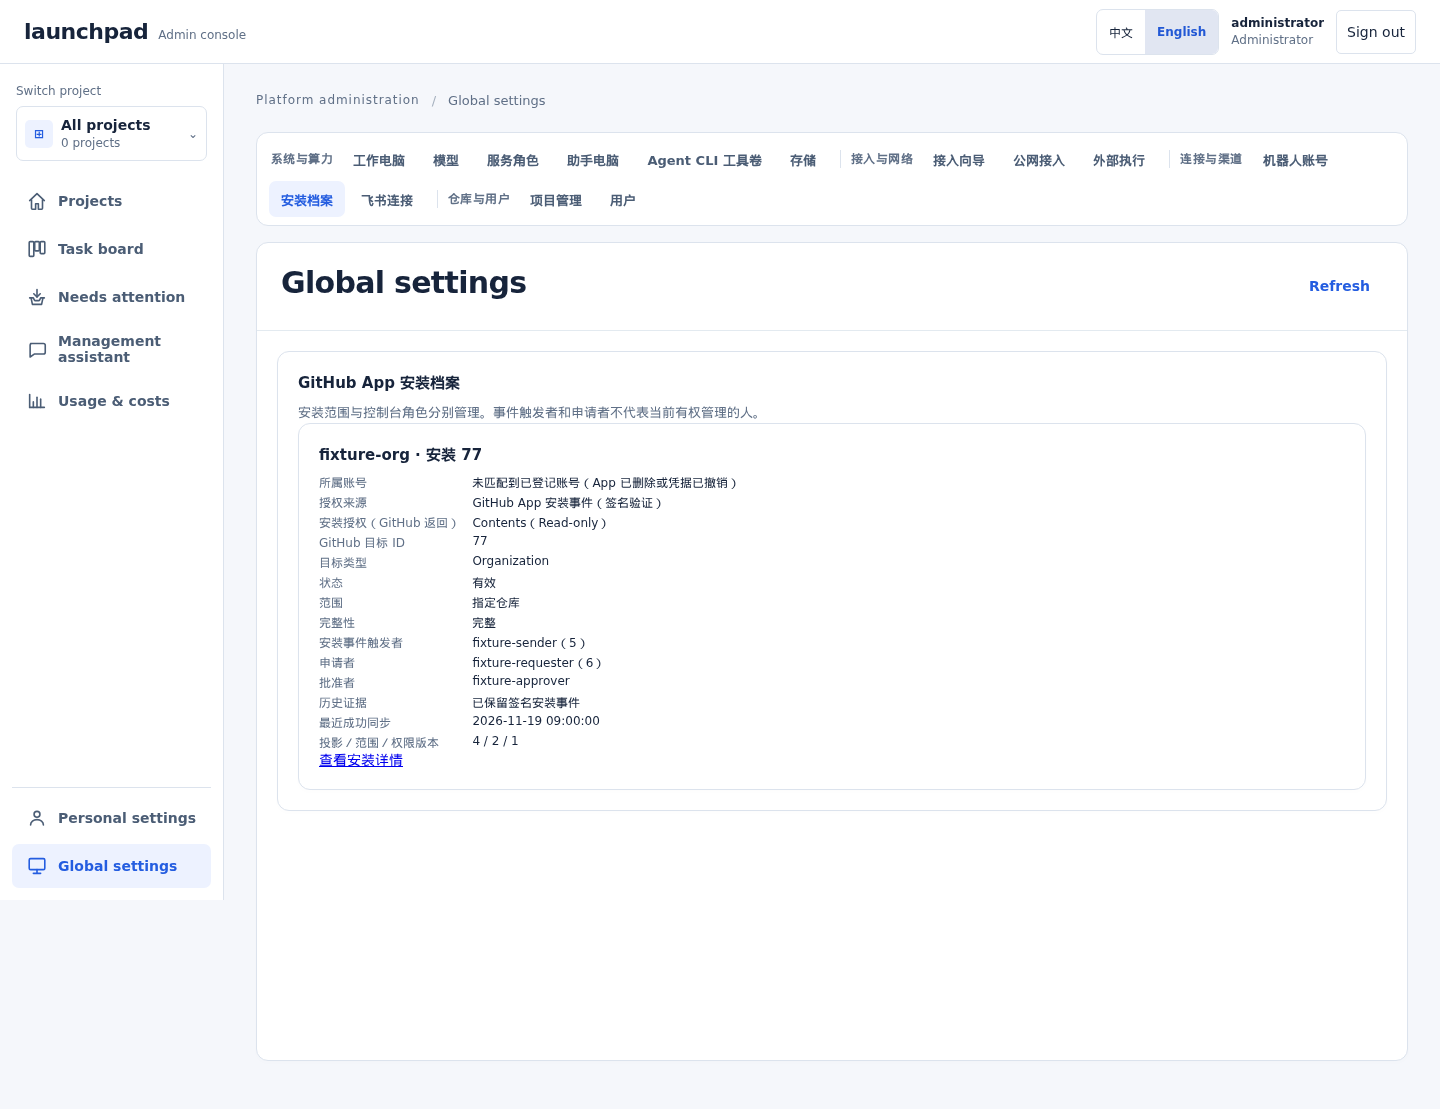 launchpad Admin console
中文 English
administrator
Administrator
Sign out
Switch project
All projects
0 projects
Projects
Task board
Needs attention
Management
assistant
Usage & costs
Personal settings
Global settings
Platform administration / Global settings
系统与算力 工作电脑 模型 服务角色 助手电脑 Agent CLI 工具卷 存储 接入与网络 接入向导 公网接入 外部执行 连接与渠道 机器人账号
安装档案 飞书连接 仓库与用户 项目管理 用户
Global settings
Refresh
GitHub App 安装档案
安装范围与控制台角色分别管理。事件触发者和申请者不代表当前有权管理的人。
fixture-org · 安装 77
所属账号 未匹配到已登记账号（App 已删除或凭据已撤销）
授权来源 GitHub App 安装事件（签名验证）
安装授权（GitHub 返回） Contents（Read-only）
GitHub 目标 ID 77
目标类型 Organization
状态 有效
范围 指定仓库
完整性 完整
安装事件触发者 fixture-sender（5）
申请者 fixture-requester（6）
批准者 fixture-approver
历史证据 已保留签名安装事件
最近成功同步 2026-11-19 09:00:00
投影 / 范围 / 权限版本 4 / 2 / 1
查看安装详情